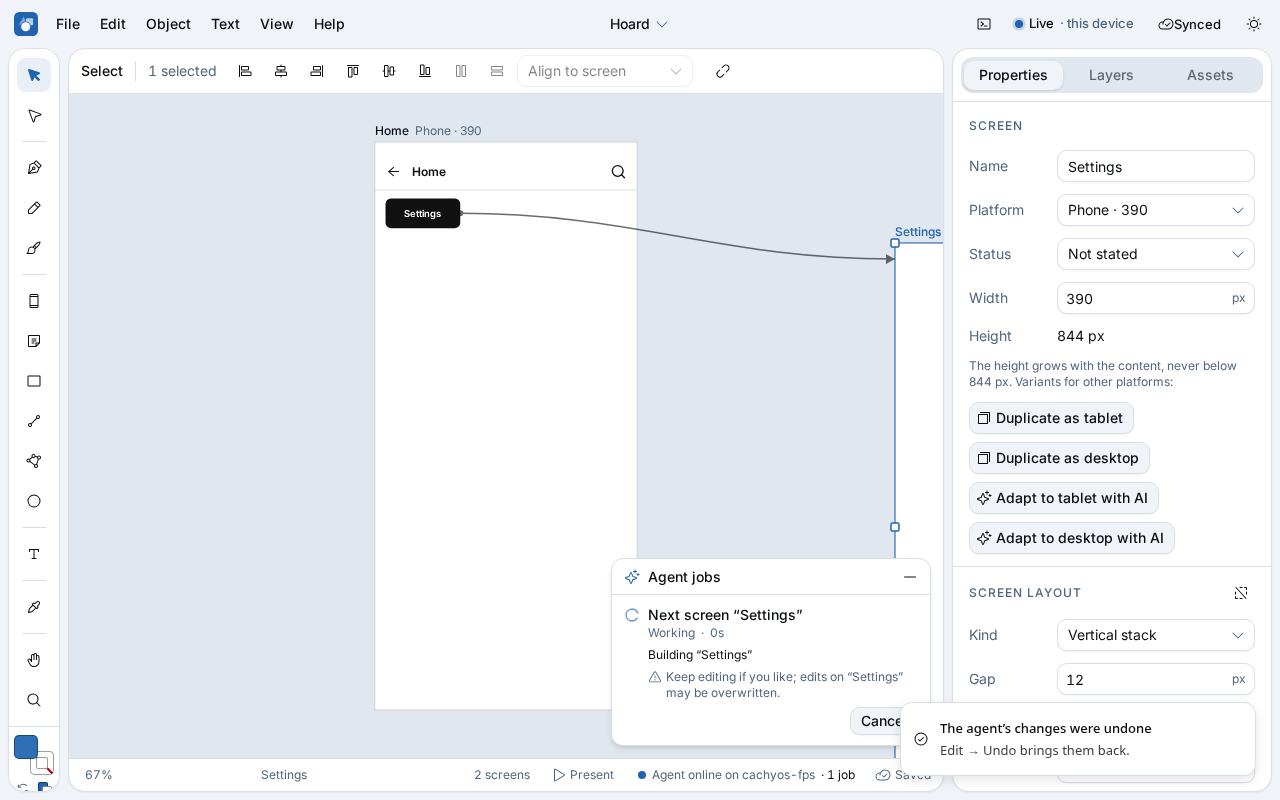 File Edit Object Text View Help
Hoard
Live · this device
Synced
Select
1 selected
Align to screen
Properties
Layers
Assets
Home Phone · 390
Home
Settings
Settings
SCREEN
Name
Settings
Platform
Phone · 390
Status
Not stated
Width
390
px
Height
844 px
The height grows with the content, never below
844 px. Variants for other platforms:
Duplicate as tablet
Duplicate as desktop
Adapt to tablet with AI
Adapt to desktop with AI
SCREEN LAYOUT
Kind
Vertical stack
Gap
12
px
Agent jobs
Next screen “Settings”
Working · 0s
Building “Settings”
Keep editing if you like; edits on “Settings”
may be overwritten.
The agent’s changes were undone
Edit → Undo brings them back.
67%
Settings
2 screens
Present
Agent online on cachyos-fps · 1 job
Saved